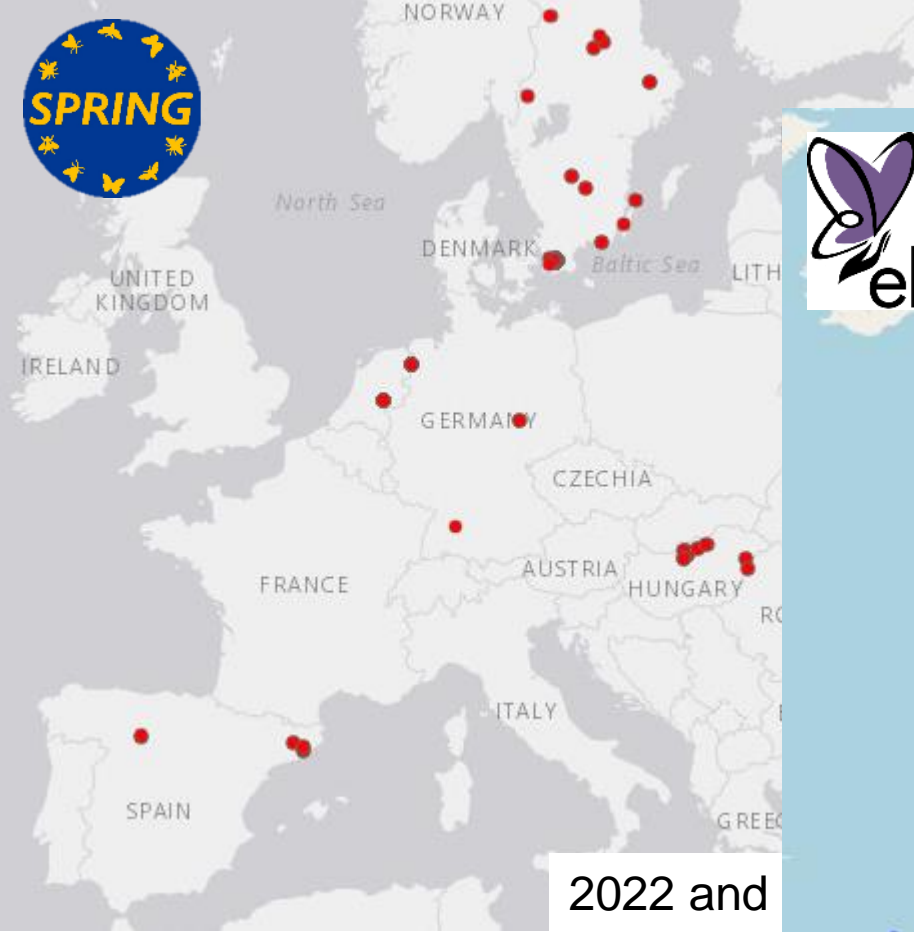 NORWAY
SPRING
North Sea
DENMARK
Baltic Sea
LITH
UNITED
KINGDOM
el
IRELAND
GERMANY
CZECHIA
AUSTRIA
FRANCE
HUNGARY
RO
ITALY
SPAIN
GREEC
2022 and